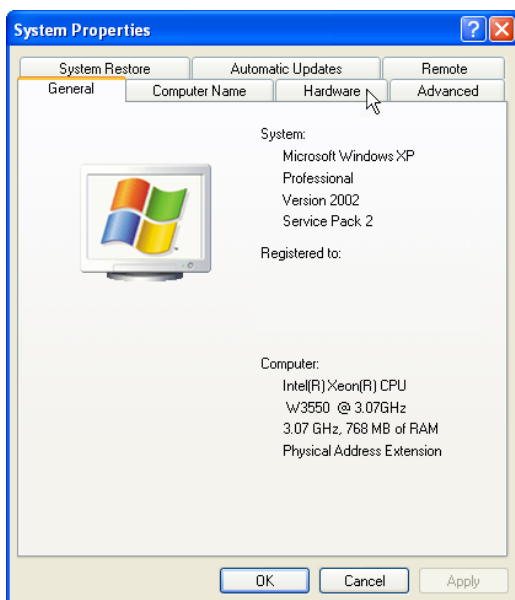 System Properties
System Restore Automatic Updates Remote
General Computer Name Hardware Advanced
System:
Microsoft Windows XP
Professional
Version 2002
Service Pack 2
Registered to:
Computer:
Intel(R) Xeon(R) CPU
W3550 @ 3.07GHz
3.07 GHz, 768 MB of RAM
Physical Address Extension
OK Cancel Apply